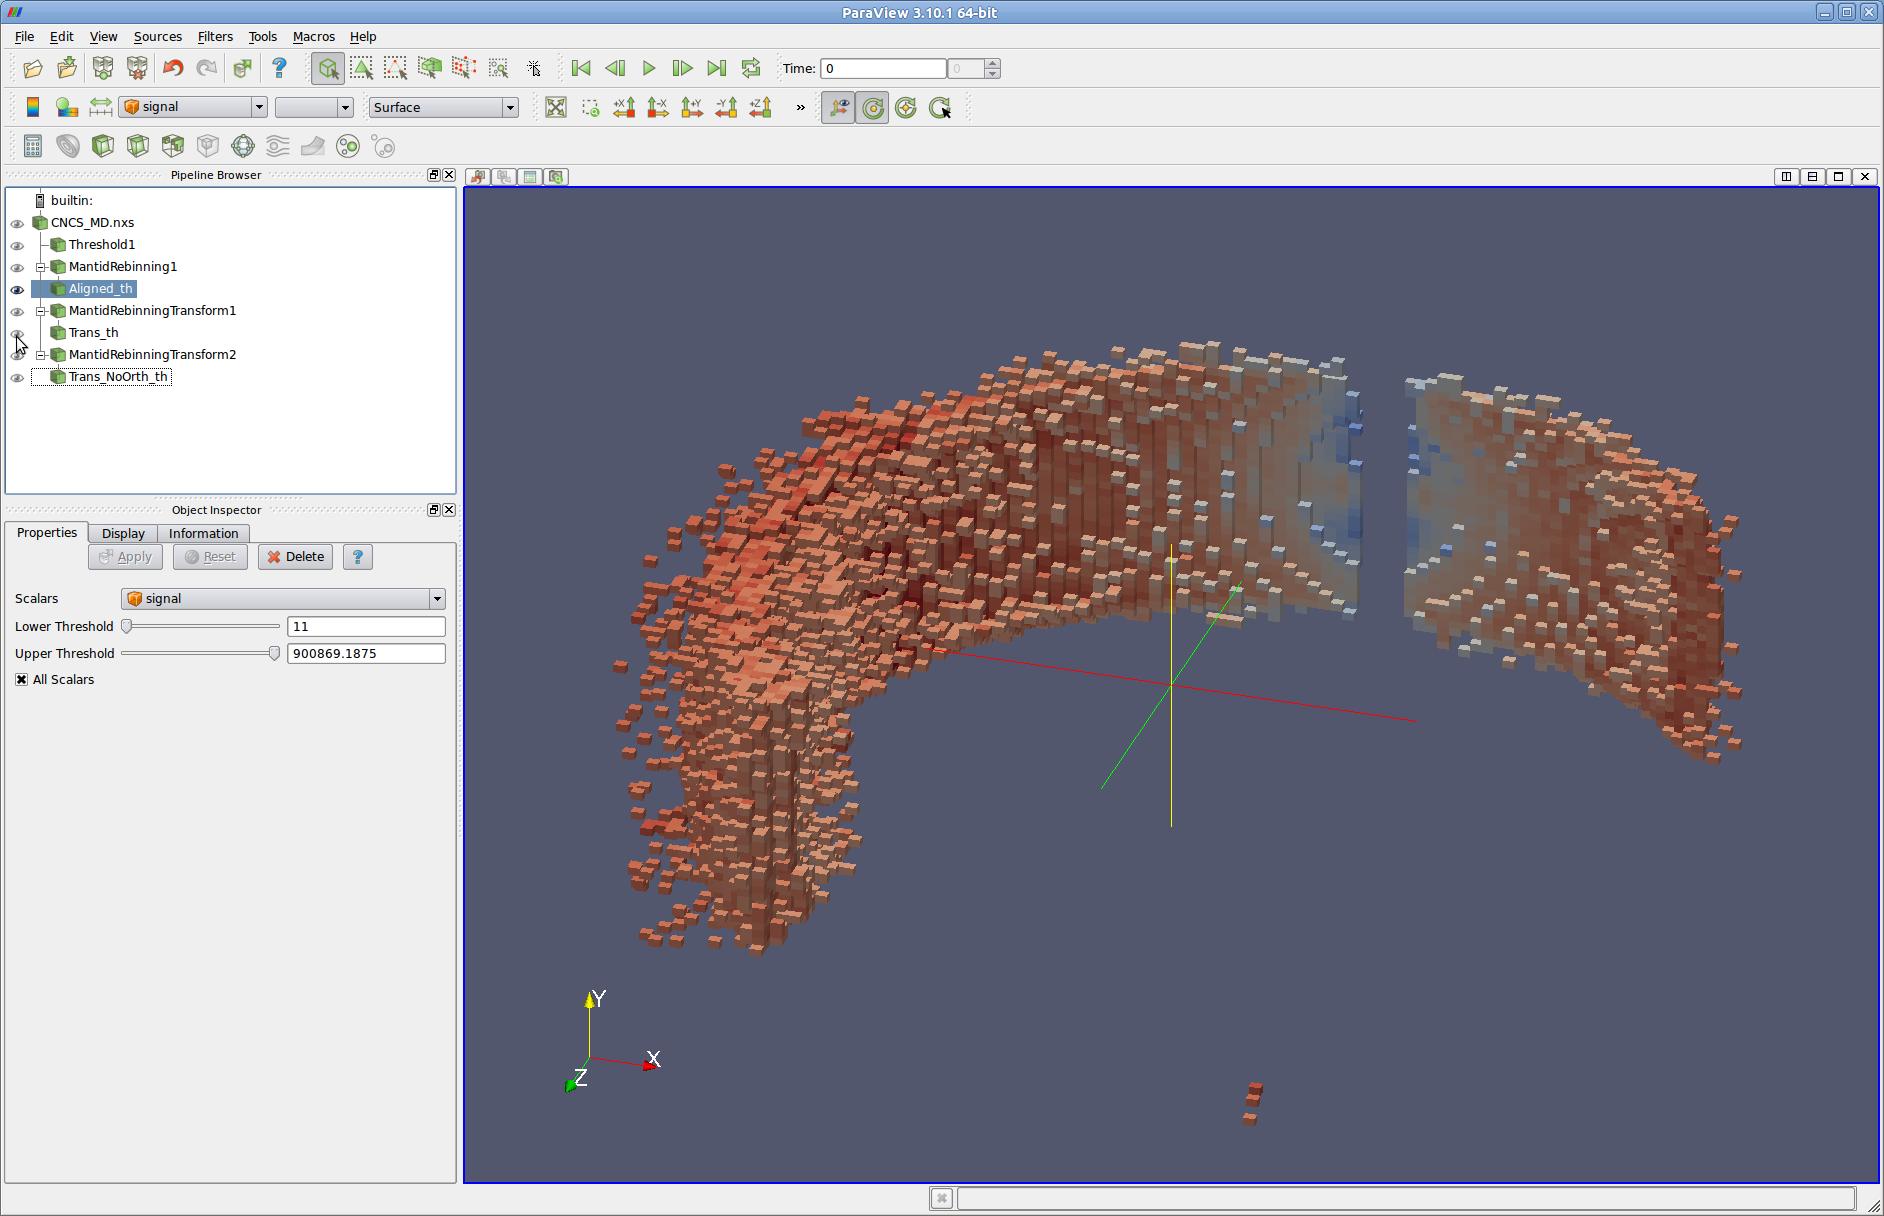 ParaView 3.10.1 64-bit
File Edit View Sources Filters Tools Macros Help
Time: 0 0
signal Surface +X -X +Y -Y +Z »
Pipeline Browser
builtin:
CNCS_MD.nxs
Threshold1
MantidRebinning1
Aligned_th
MantidRebinningTransform1
Trans_th
MantidRebinningTransform2
Trans_NoOrth_th
Object Inspector
Properties Display Information
Apply Reset Delete ?
Scalars signal
Lower Threshold 11
Upper Threshold 900869.1875
All Scalars
Y
X
Z